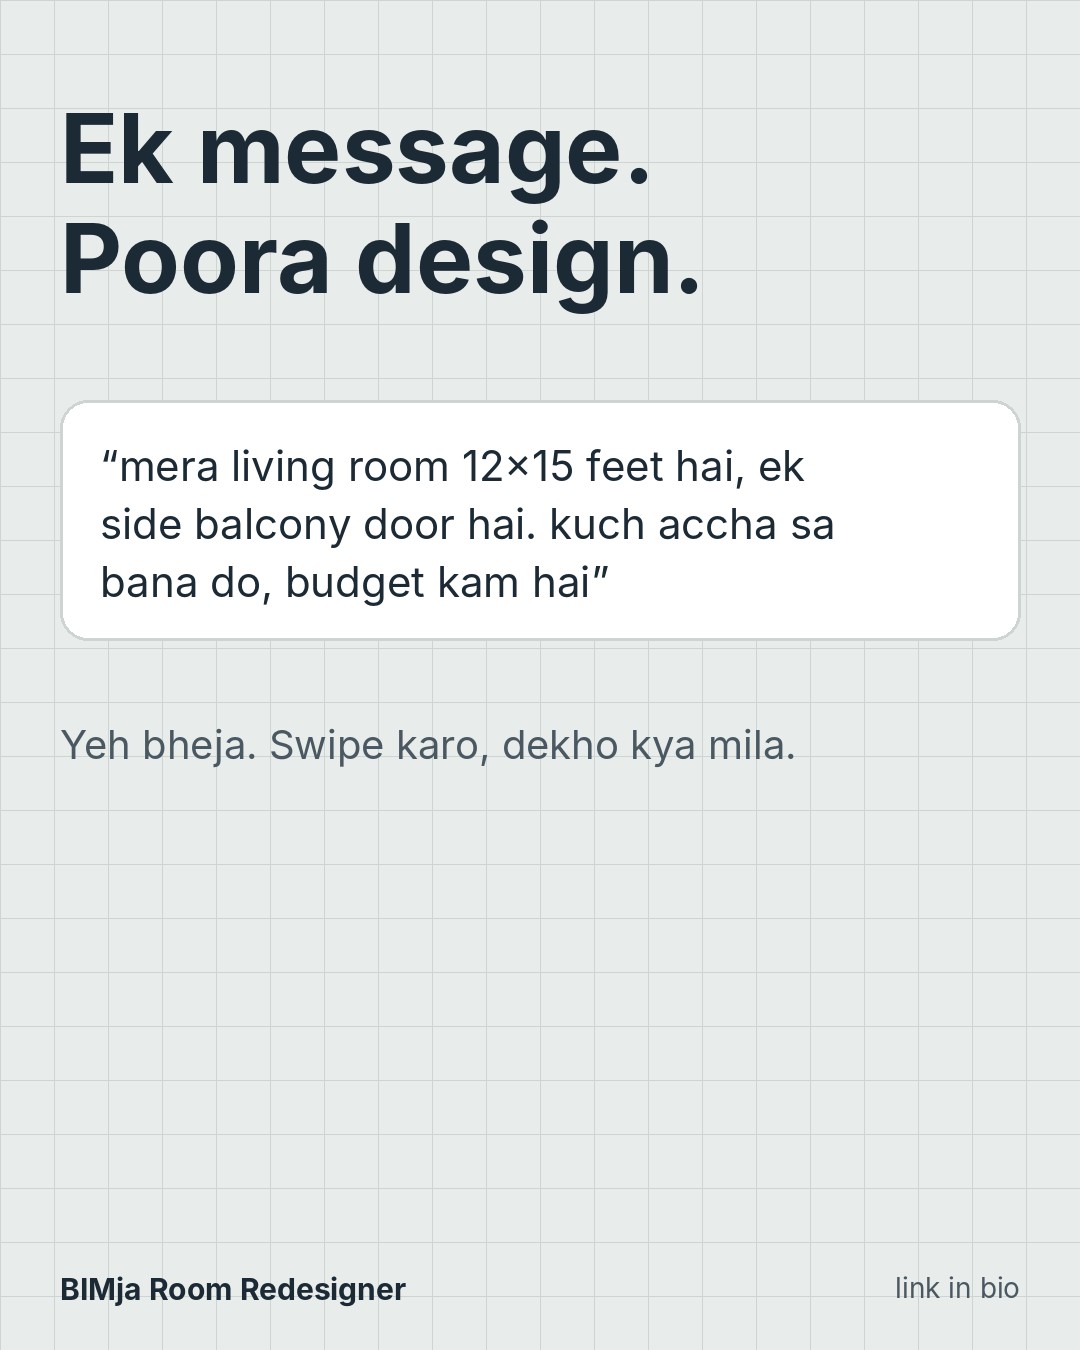 Ek message.
Poora design.
“mera living room 12×15 feet hai, ek
side balcony door hai. kuch accha sa
bana do, budget kam hai”
Yeh bheja. Swipe karo, dekho kya mila.
BIMja Room Redesigner
link in bio